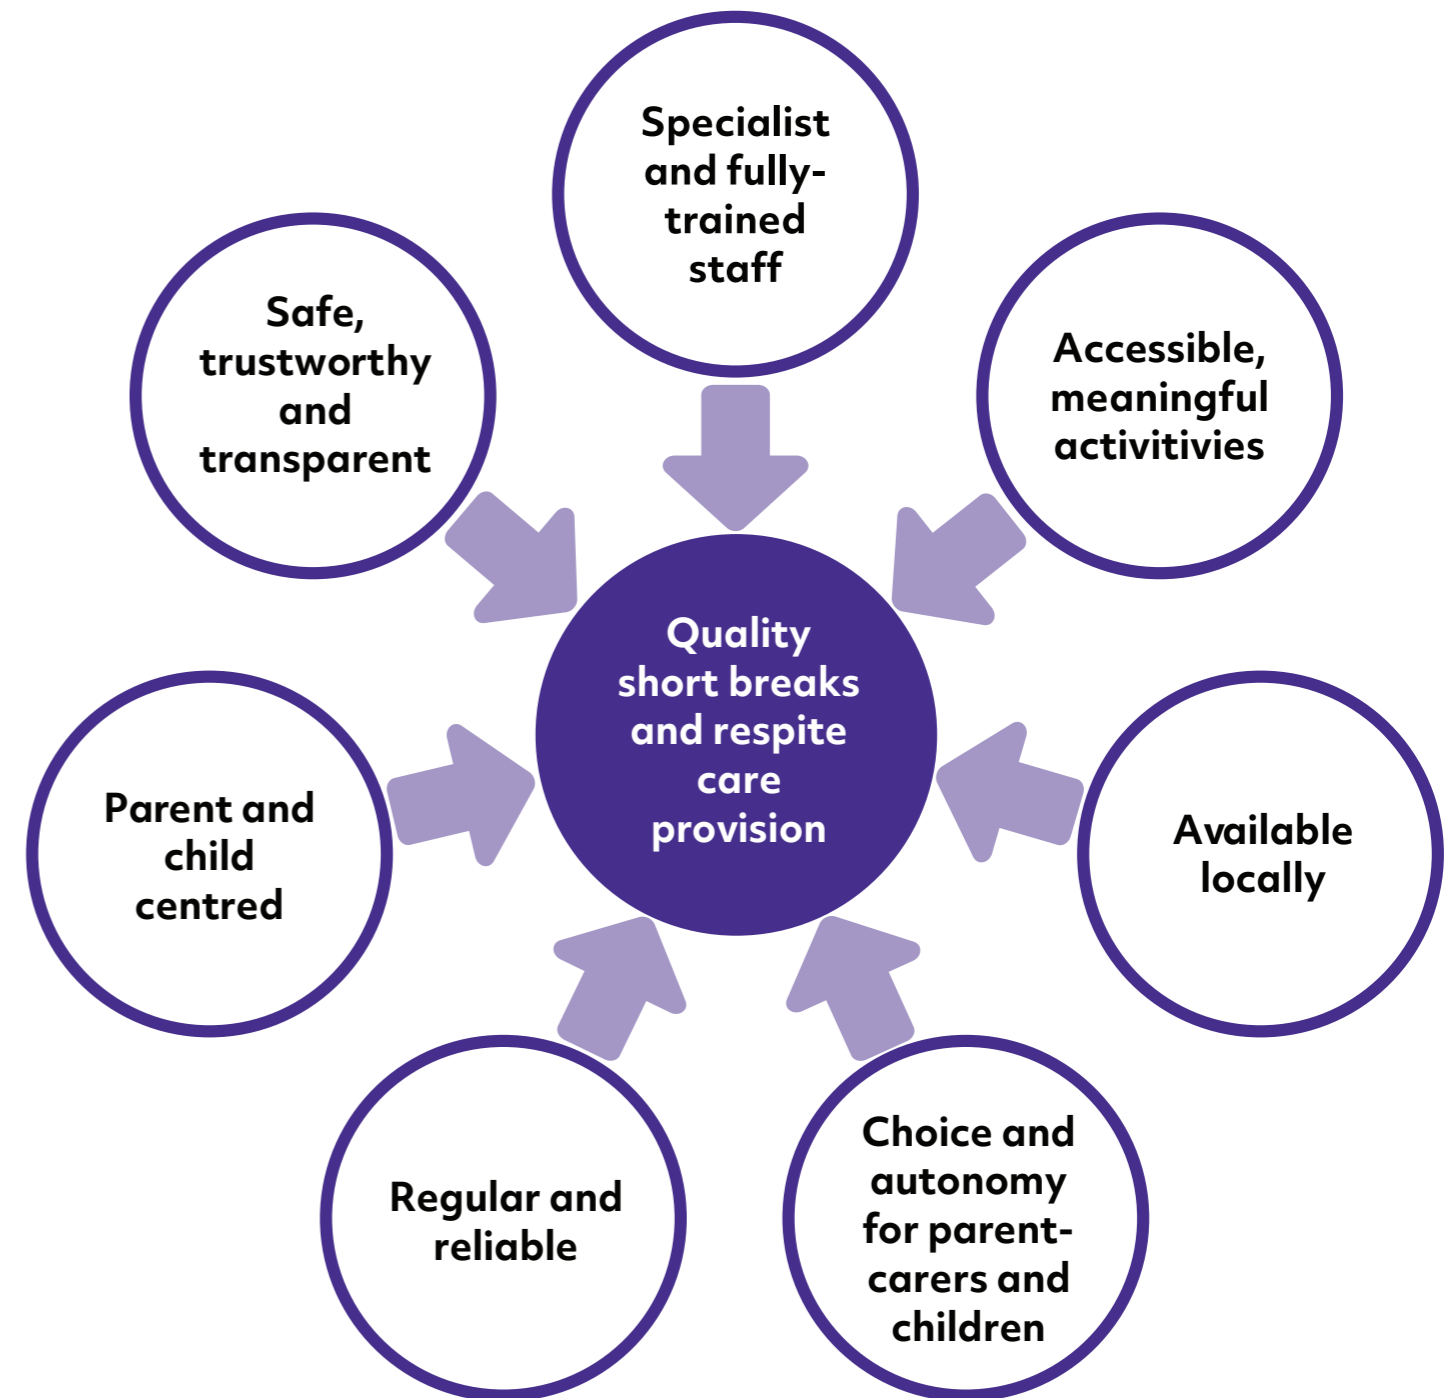 Specialist
and fully-
trained
staff
Safe,
trustworthy
and
transparent
Accessible,
meaningful
activitivies
Quality
short breaks
and respite
care
provision
Parent and
child
centred
Available
locally
Regular and
reliable
Choice and
autonomy
for parent-
carers and
children